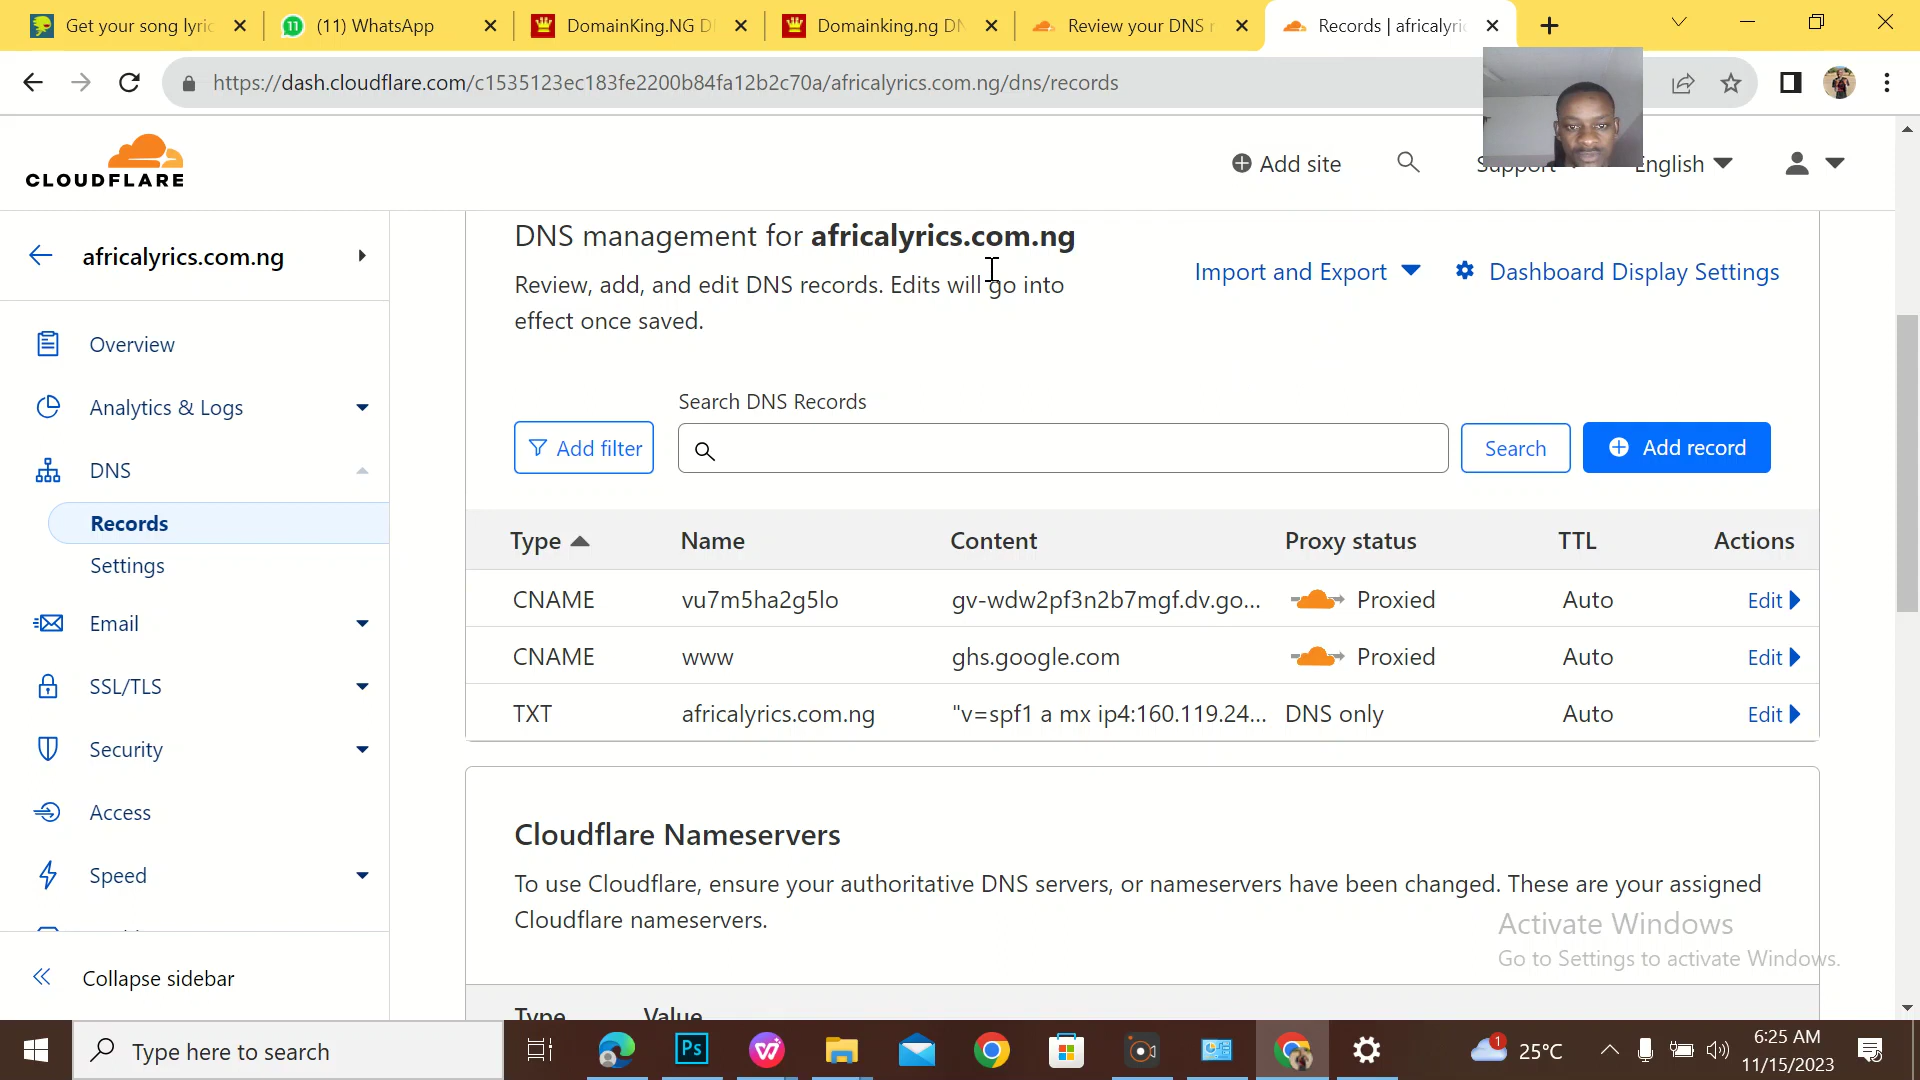 Get your song lyric
(11) WhatsApp
DomainKing.NG D
Domainking.ng DN
Review your DNS r
Records | africalyric
https://dash.cloudflare.com/c1535123ec183fe2200b84fa12b2c70a/africalyrics.com.ng/dns/records
CLOUDFLARE
Add site
Support
English
africalyrics.com.ng
Overview
Analytics & Logs
DNS
Records
Settings
Email
SSL/TLS
Security
Access
Speed
Collapse sidebar
DNS management for africalyrics.com.ng
Review, add, and edit DNS records. Edits will go into
effect once saved.
Import and Export
Dashboard Display Settings
Search DNS Records
Add filter
Search
Add record
Type Name Content Proxy status TTL Actions
CNAME vu7m5ha2g5lo gv-wdw2pf3n2b7mgf.dv.go... Proxied Auto Edit
CNAME www ghs.google.com Proxied Auto Edit
TXT africalyrics.com.ng "v=spf1 a mx ip4:160.119.24... DNS only Auto Edit
Cloudflare Nameservers
To use Cloudflare, ensure your authoritative DNS servers, or nameservers have been changed. These are your assigned
Cloudflare nameservers.
Type Value
Activate Windows
Go to Settings to activate Windows.
Type here to search
Ps
1
25°C
6:25 AM
11/15/2023